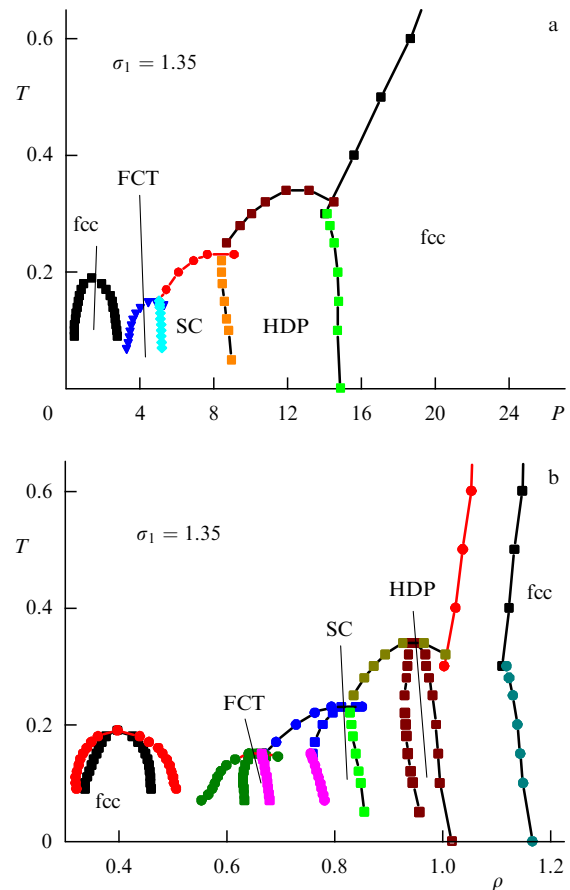 a
0.6
σ₁ = 1.35
T
0.4
FCT
fcc
fcc
0.2
SC
HDP
0
4
8
12
16
20
24
P
b
0.6
T
σ₁ = 1.35
HDP
fcc
0.4
SC
FCT
0.2
fcc
0
0.4
0.6
0.8
1.0
1.2
ρ